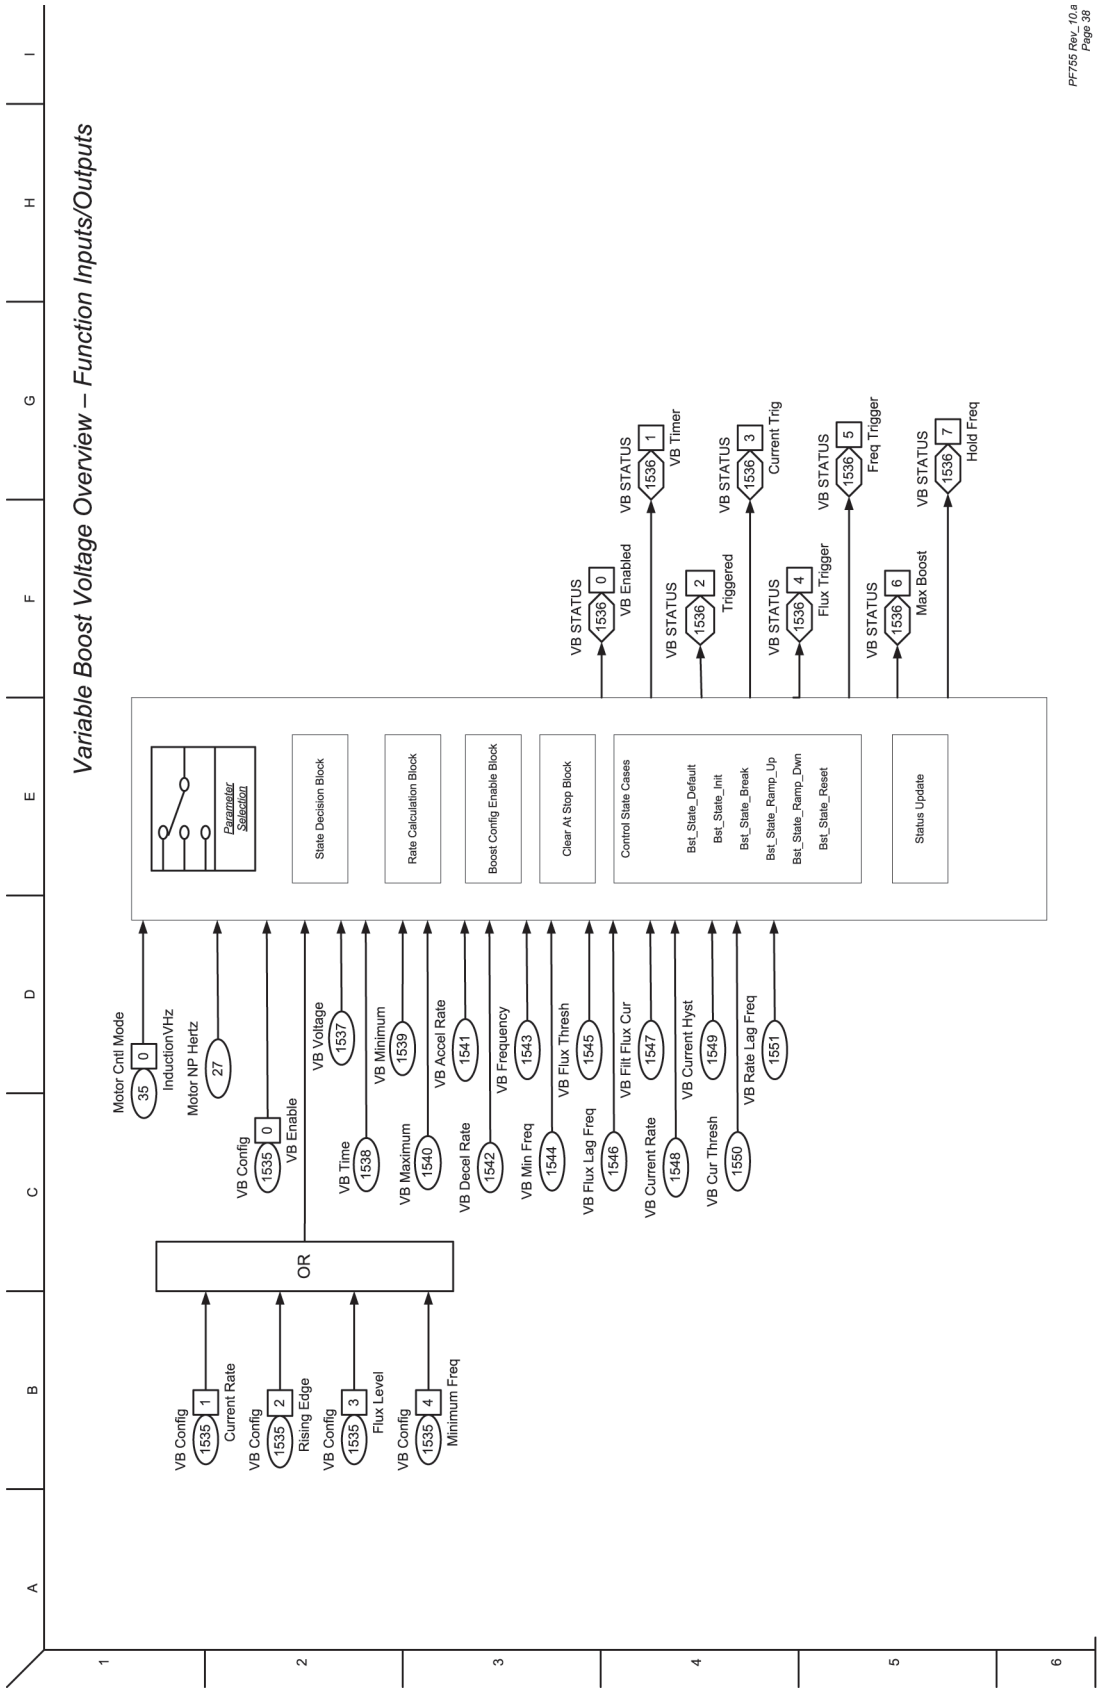 A
B
C
D
E
F
G
H
I
1
2
3
4
5
6
Variable Boost Voltage Overview – Function Inputs/Outputs
VB Config
1535 1
Current Rate
VB Config
1535 2
Rising Edge
VB Config
1535 3
Flux Level
VB Config
1535 4
Minimum Freq
OR
Motor Cntl Mode
35 0
InductionVHz
Motor NP Hertz
27
VB Config
1535 0
VB Enable
VB Voltage
1537
VB Time
1538
VB Minimum
1539
VB Maximum
1540
VB Accel Rate
1541
VB Decel Rate
1542
VB Frequency
1543
VB Min Freq
1544
VB Flux Thresh
1545
VB Flux Lag Freq
1546
VB Filt Flux Cur
1547
VB Current Rate
1548
VB Current Hyst
1549
VB Cur Thresh
1550
VB Rate Lag Freq
1551
Parameter
Selection
State Decision Block
Rate Calculation Block
Boost Config Enable Block
Clear At Stop Block
Control State Cases
Bst_State_Default
Bst_State_Init
Bst_State_Break
Bst_State_Ramp_Up
Bst_State_Ramp_Dwn
Bst_State_Reset
Status Update
VB STATUS
1536 0
VB Enabled
VB STATUS
1536 1
VB Timer
VB STATUS
1536 2
Triggered
VB STATUS
1536 3
Current Trig
VB STATUS
1536 4
Flux Trigger
VB STATUS
1536 5
Freq Trigger
VB STATUS
1536 6
Max Boost
VB STATUS
1536 7
Hold Freq
PF755 Rev_10.a
Page 38